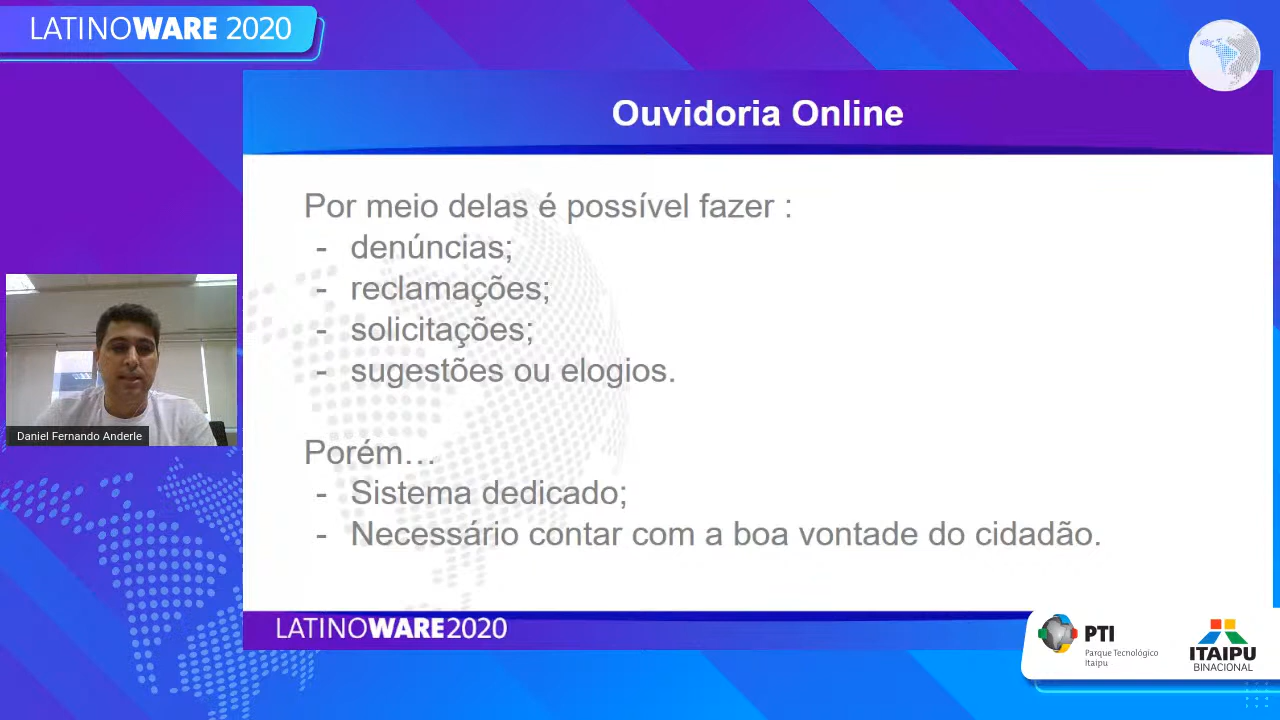 LATINOWARE 2020
Ouvidoria Online
Por meio delas é possível fazer :
- denúncias;
- reclamações;
- solicitações;
- sugestões ou elogios.
Porém…
- Sistema dedicado;
- Necessário contar com a boa vontade do cidadão.
Daniel Fernando Anderle
LATINOWARE2020
PTI
Parque Tecnológico
Itaipu
ITAIPU
BINACIONAL